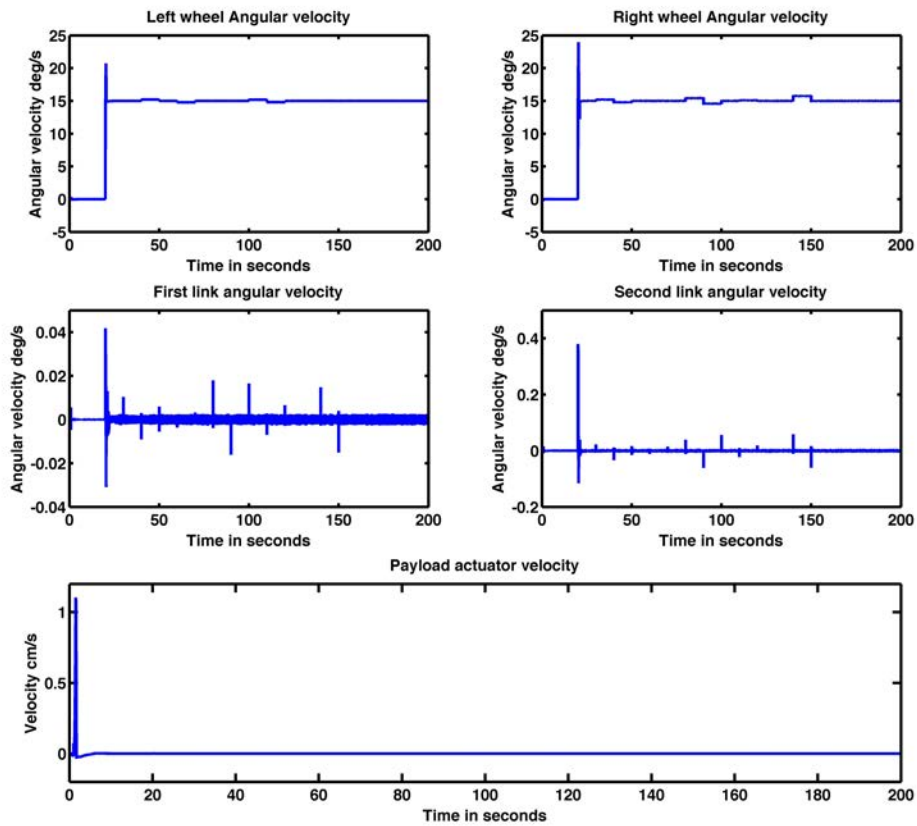 Left wheel Angular velocity
Angular velocity deg/s
25
20
15
10
5
0
-5
0 50 100 150 200
Time in seconds
Right wheel Angular velocity
Angular velocity deg/s
25
20
15
10
5
0
-5
0 50 100 150 200
Time in seconds
First link angular velocity
Angular velocity deg/s
0.04
0.02
0
-0.02
-0.04
0 50 100 150 200
Time in seconds
Second link angular velocity
Angular velocity deg/s
0.4
0.2
0
-0.2
0 50 100 150 200
Time in seconds
Payload actuator velocity
Velocity cm/s
1
0.5
0
0 20 40 60 80 100 120 140 160 180 200
Time in seconds